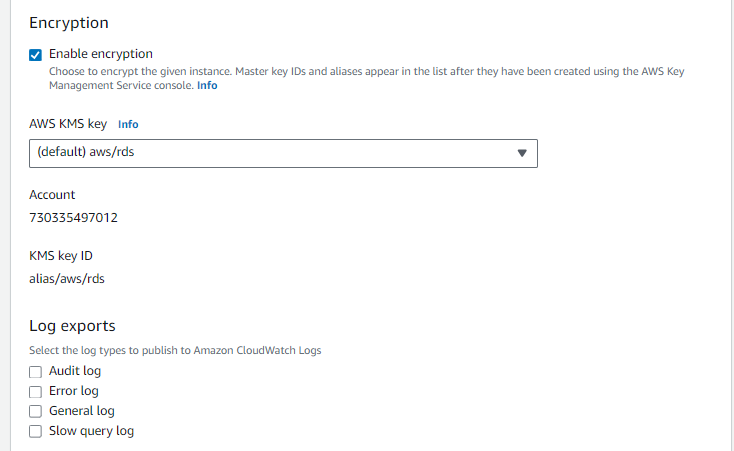 Encryption
Enable encryption
Choose to encrypt the given instance. Master key IDs and aliases appear in the list after they have been created using the AWS Key
Management Service console. Info
AWS KMS key Info
(default) aws/rds
Account
730335497012
KMS key ID
alias/aws/rds
Log exports
Select the log types to publish to Amazon CloudWatch Logs
Audit log
Error log
General log
Slow query log